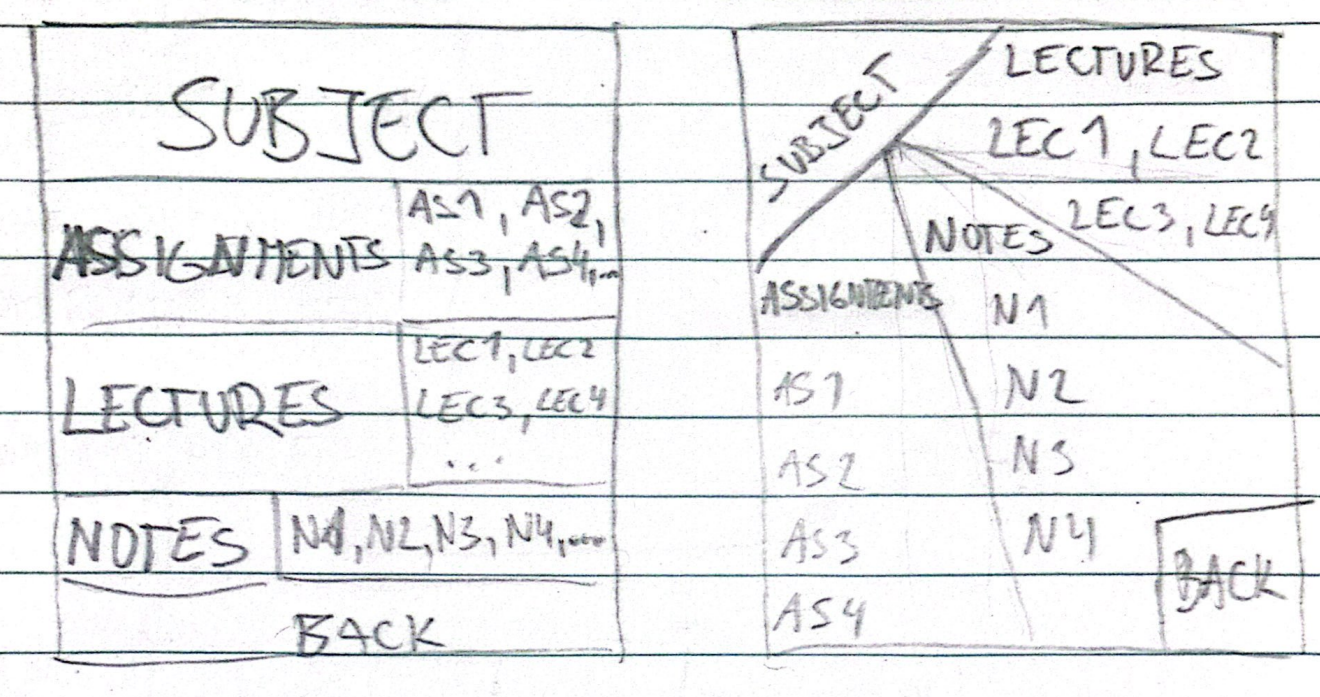 SUBJECT
ASSIGNMENTS
AS1, AS2,
AS3, AS4,...
LECTURES
LEC1, LEC2
LEC3, LEC4
...
NOTES
N1, N2, N3, N4,....
BACK
SUBJECT
LECTURES
LEC1, LEC2
LEC3, LEC4
NOTES
N1
N2
N3
N4
ASSIGNMENTS
AS1
AS2
AS3
AS4
BACK